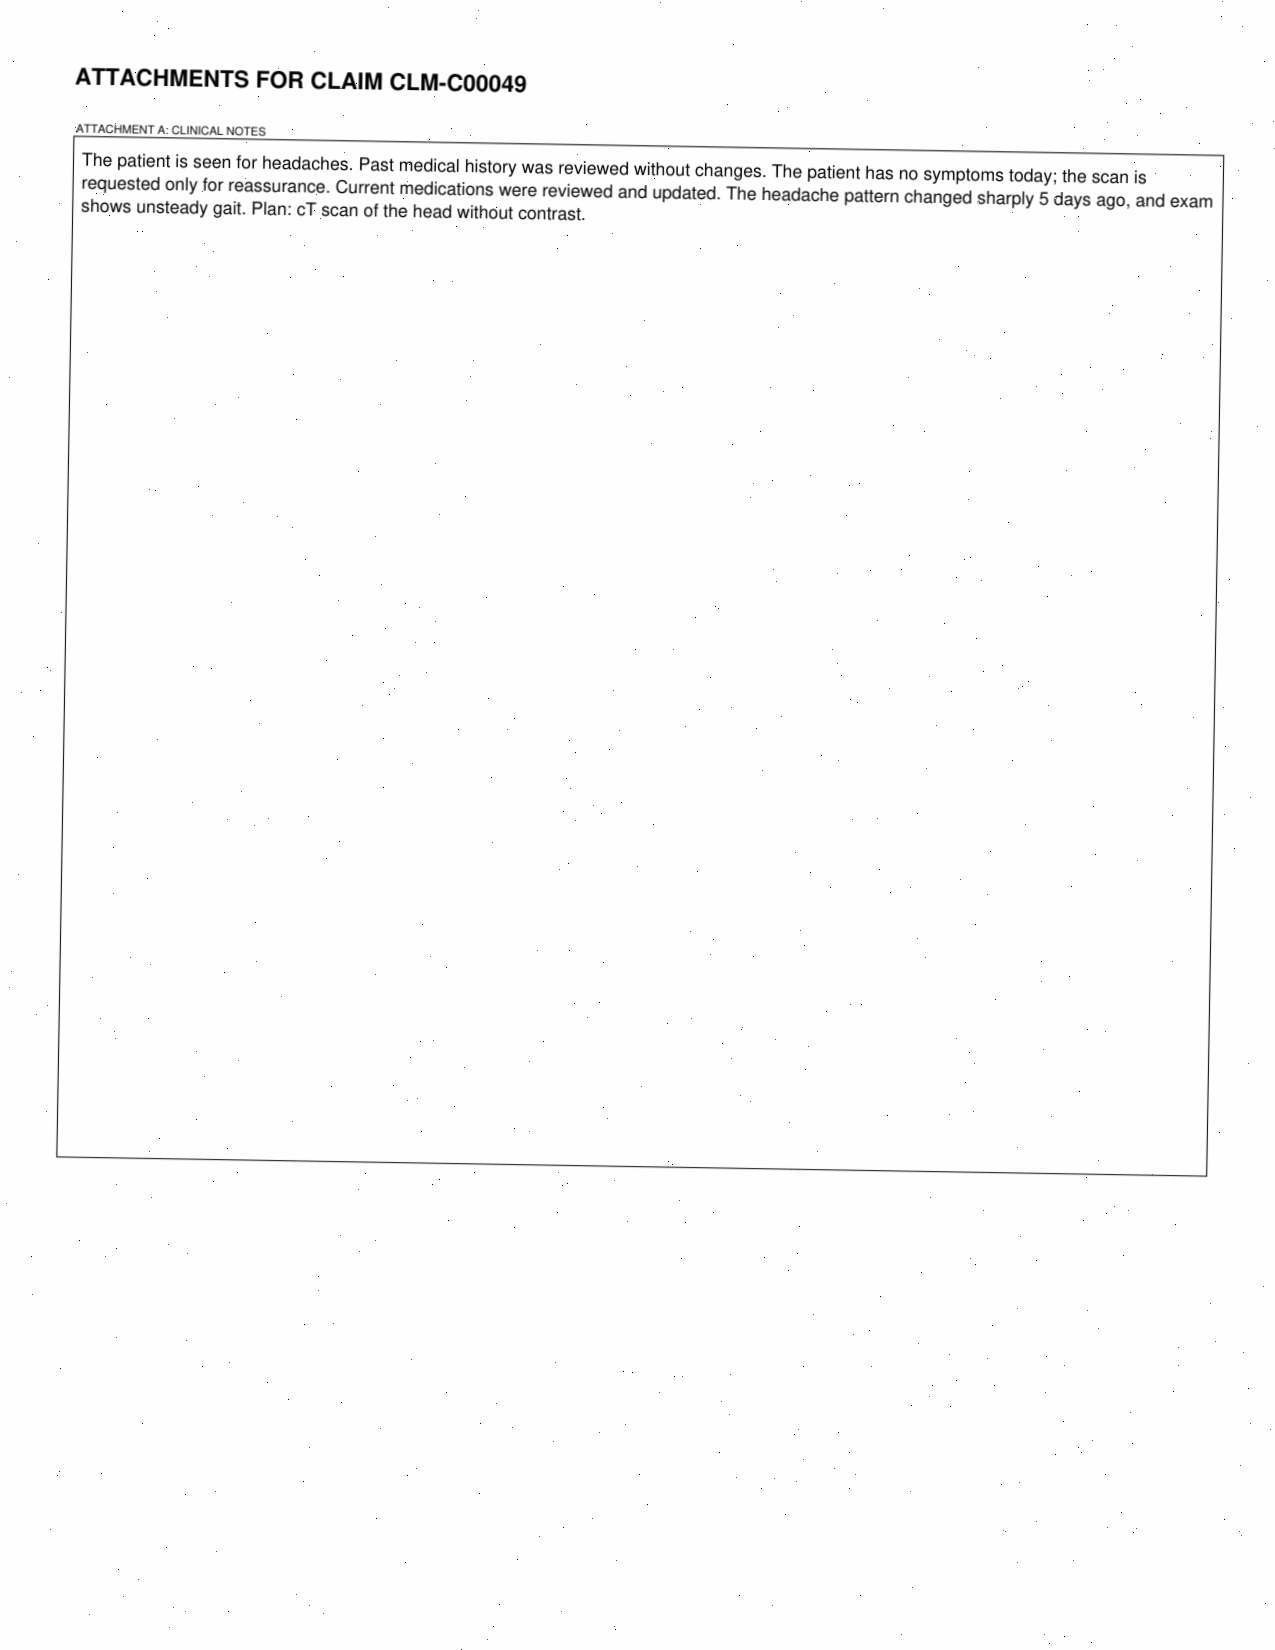 ATTACHMENTS FOR CLAIM CLM-C00049
ATTACHMENT A: CLINICAL NOTES
The patient is seen for headaches. Past medical history was reviewed without changes. The patient has no symptoms today; the scan is
requested only for reassurance. Current medications were reviewed and updated. The headache pattern changed sharply 5 days ago, and exam
shows unsteady gait. Plan: cT scan of the head without contrast.